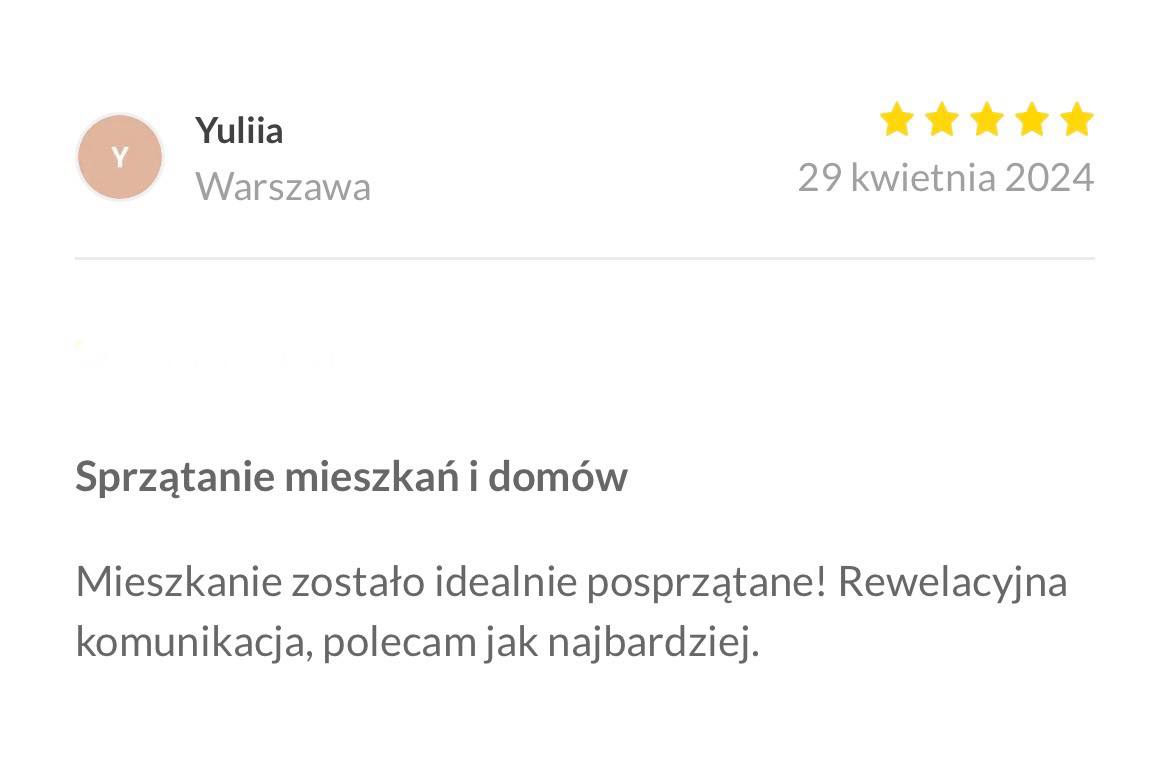 Y
Yuliia
Warszawa
29 kwietnia 2024
Sprzątanie mieszkań i domów
Mieszkanie zostało idealnie posprzątane! Rewelacyjna
komunikacja, polecam jak najbardziej.